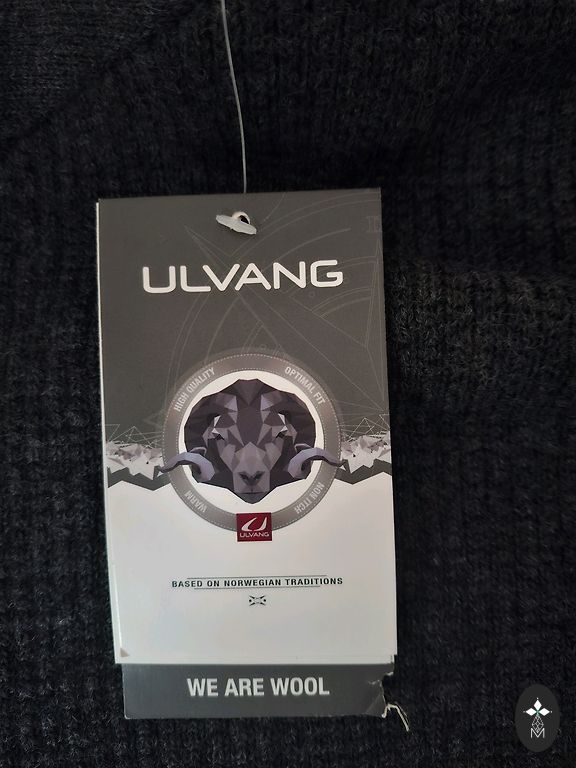 ULVANG
HIGH QUALITY
OPTIMAL FIT
WARM
NON ITCH
ULVANG
BASED ON NORWEGIAN TRADITIONS
WE ARE WOOL
M